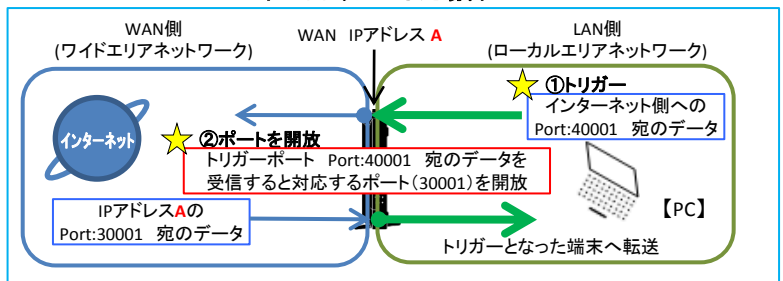 WAN側
(ワイドエリアネットワーク)
WAN IPアドレス A
LAN側
(ローカルエリアネットワーク)
①トリガー
インターネット側への
Port:40001 宛のデータ
インターネット
②ポートを開放
トリガーポート Port:40001 宛のデータを
受信すると対応するポート(30001)を開放
IPアドレスAの
Port:30001 宛のデータ
【PC】
トリガーとなった端末へ転送